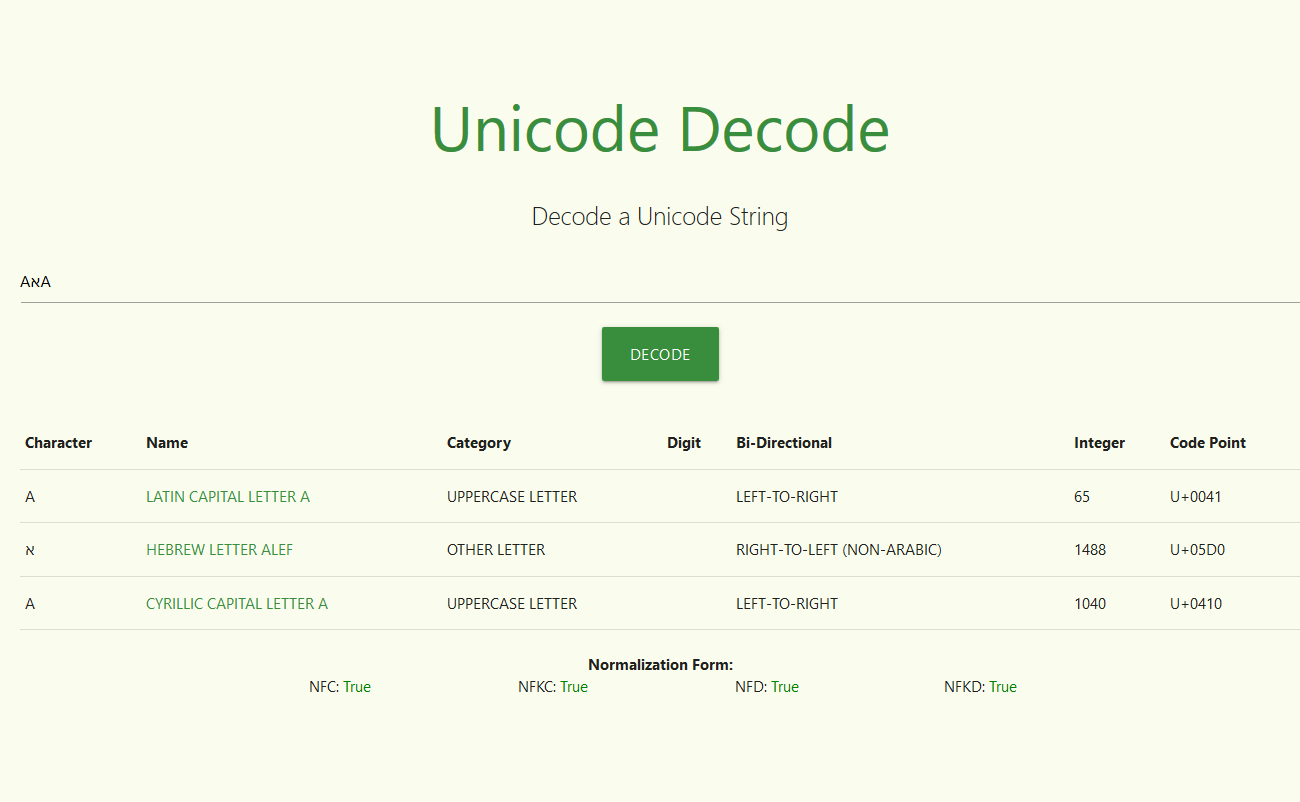 Unicode Decode
Decode a Unicode String
AאА
DECODE
Character Name Category Digit Bi-Directional Integer Code Point
A LATIN CAPITAL LETTER A UPPERCASE LETTER LEFT-TO-RIGHT 65 U+0041
א HEBREW LETTER ALEF OTHER LETTER RIGHT-TO-LEFT (NON-ARABIC) 1488 U+05D0
А CYRILLIC CAPITAL LETTER A UPPERCASE LETTER LEFT-TO-RIGHT 1040 U+0410
Normalization Form:
NFC: True NFKC: True NFD: True NFKD: True